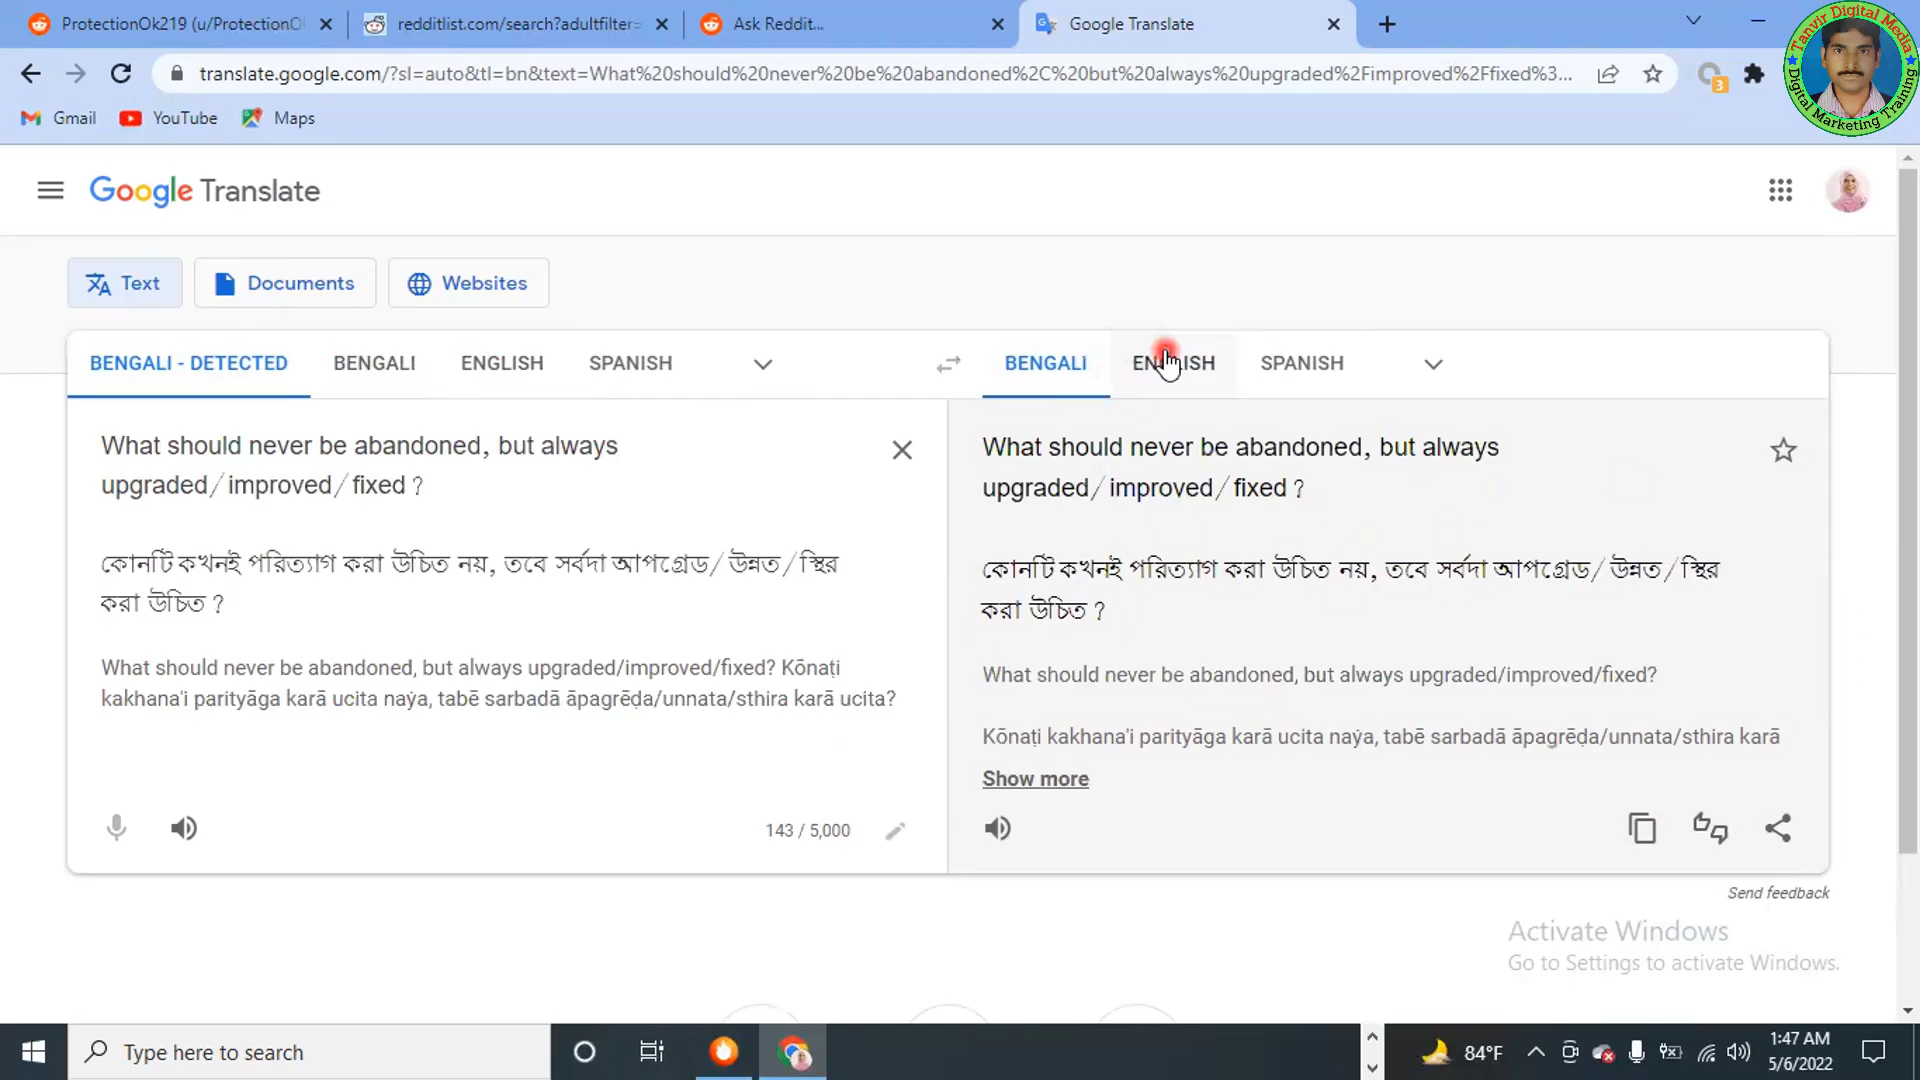 ProtectionOk219 (u/ProtectionO
redditlist.com/search?adultfilter=
Ask Reddit...
Google Translate
translate.google.com/?sl=auto&tl=bn&text=What%20should%20never%20be%20abandoned%2C%20but%20always%20upgraded%2Fimproved%2Ffixed%3...
3
Tanvir Digital Media
Digital Marketing Training
Gmail
YouTube
Maps
Google Translate
Text
Documents
Websites
BENGALI - DETECTED
BENGALI
ENGLISH
SPANISH
BENGALI
ENGLISH
SPANISH
What should never be abandoned, but always
upgraded/improved/fixed?
কোনটি কখনই পরিত্যাগ করা উচিত নয়, তবে সর্বদা আপগ্রেড/উন্নত/স্থির
করা উচিত?
What should never be abandoned, but always upgraded/improved/fixed? Kōnaṭi
kakhana'i parityāga karā ucita naẏa, tabē sarbadā āpagrēḍa/unnata/sthira karā ucita?
143 / 5,000
What should never be abandoned, but always
upgraded/improved/fixed?
কোনটি কখনই পরিত্যাগ করা উচিত নয়, তবে সর্বদা আপগ্রেড/উন্নত/স্থির
করা উচিত?
What should never be abandoned, but always upgraded/improved/fixed?
Kōnaṭi kakhana'i parityāga karā ucita naẏa, tabē sarbadā āpagrēḍa/unnata/sthira karā
Show more
Send feedback
Activate Windows
Go to Settings to activate Windows.
Type here to search
84°F
1:47 AM
5/6/2022